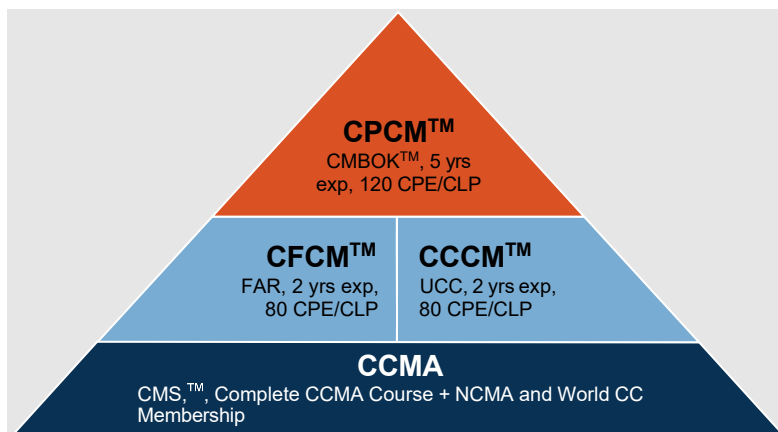 CPCM™
CMBOK™, 5 yrs
exp, 120 CPE/CLP
CFCM™
FAR, 2 yrs exp,
80 CPE/CLP
CCCM™
UCC, 2 yrs exp,
80 CPE/CLP
CCMA
CMS,™, Complete CCMA Course + NCMA and World CC
Membership